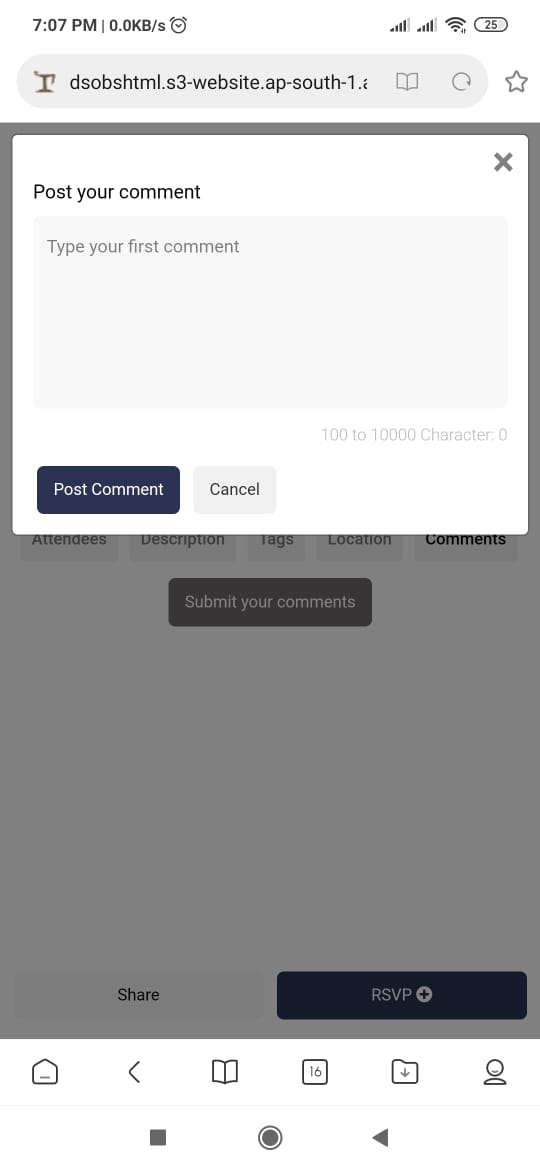 7:07 PM | 0.0KB/s
25
dsobshtml.s3-website.ap-south-1.
Post your comment
Type your first comment
100 to 10000 Character: 0
Post Comment Cancel
Attendees Description Tags Location Comments
Submit your comments
Share RSVP
16